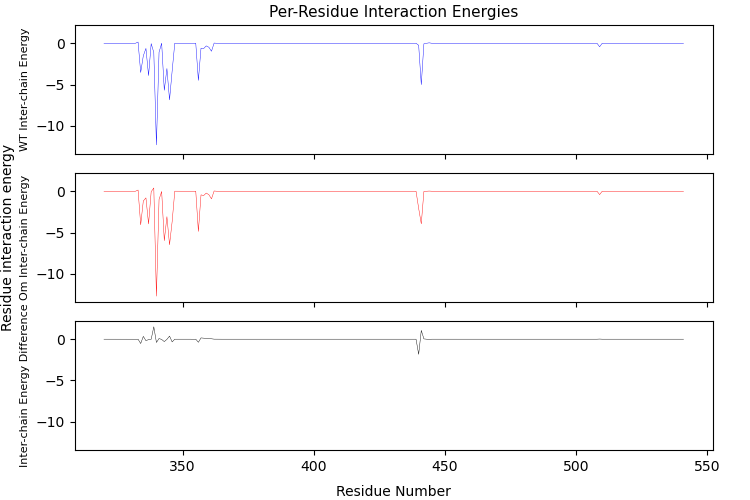 Per-Residue Interaction Energies
Residue interaction energy
WT Inter-chain Energy
0
−5
−10
Om Inter-chain Energy
0
−5
−10
Inter-chain Energy Difference
0
−5
−10
350
400
450
500
550
Residue Number